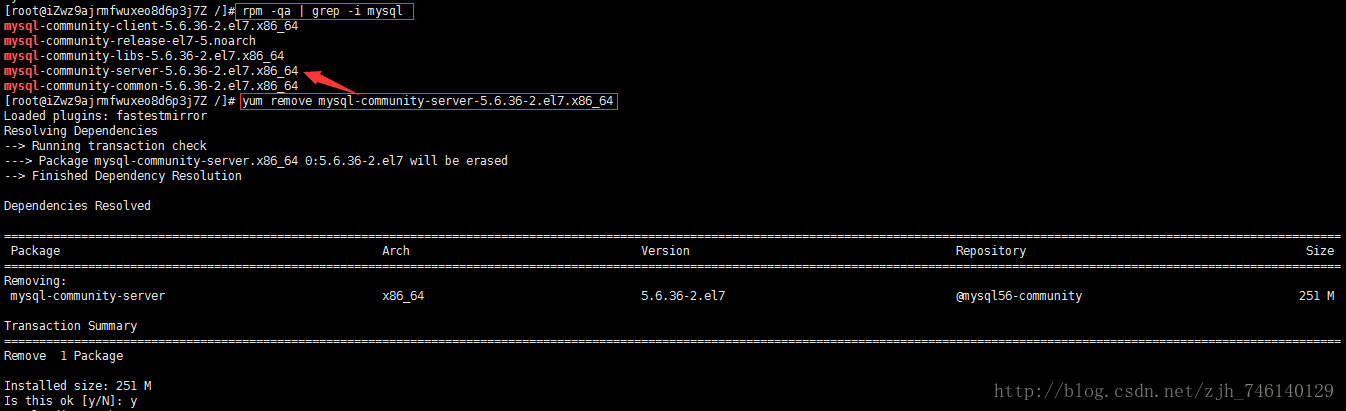 [root@iZwz9ajrmfwuxeo8d6p3j7Z /]# rpm -qa | grep -i mysql
mysql-community-client-5.6.36-2.el7.x86_64
mysql-community-release-el7-5.noarch
mysql-community-libs-5.6.36-2.el7.x86_64
mysql-community-server-5.6.36-2.el7.x86_64
mysql-community-common-5.6.36-2.el7.x86_64
[root@iZwz9ajrmfwuxeo8d6p3j7Z /]# yum remove mysql-community-server-5.6.36-2.el7.x86_64
Loaded plugins: fastestmirror
Resolving Dependencies
--> Running transaction check
---> Package mysql-community-server.x86_64 0:5.6.36-2.el7 will be erased
--> Finished Dependency Resolution
Dependencies Resolved
Package Arch Version Repository Size
Removing:
mysql-community-server x86_64 5.6.36-2.el7 @mysql56-community 251 M
Transaction Summary
Remove 1 Package
Installed size: 251 M
Is this ok [y/N]: y
http://blog.csdn.net/zjh_746140129